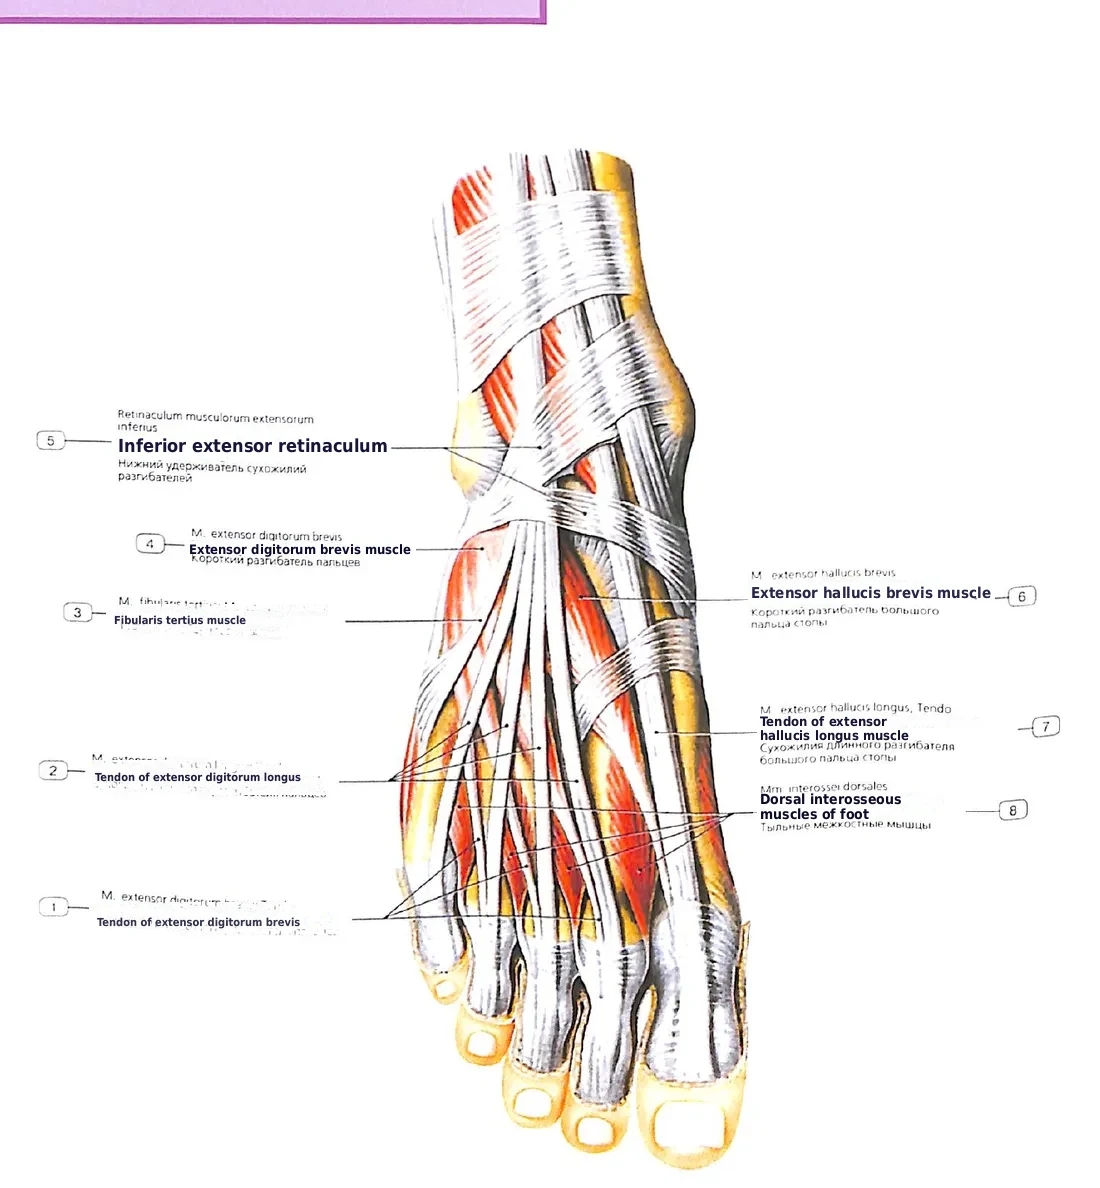 Retinaculum musculorum extensorum
inferius
5
Inferior extensor retinaculum
Нижний удерживатель сухожилий
разгибателей
M. extensor digitorum brevis
4
Extensor digitorum brevis muscle
Короткий разгибатель пальцев
M. fibularis
3
Fibularis tertius muscle
M.
2
Tendon of extensor digitorum longus
пальцев
M. extensor digitorum
1
Tendon of extensor digitorum brevis
M extensor hallucis brevis
Extensor hallucis brevis muscle
6
Короткий разгибатель большого
пальца стопы
M extensor hallucis longus, Tendo
Tendon of extensor
hallucis longus muscle
7
Сухожилия длинного разгибателя
большого пальца стопы
Mm interossei dorsales
Dorsal interosseous
muscles of foot
8
Тыльные межкостные мышцы